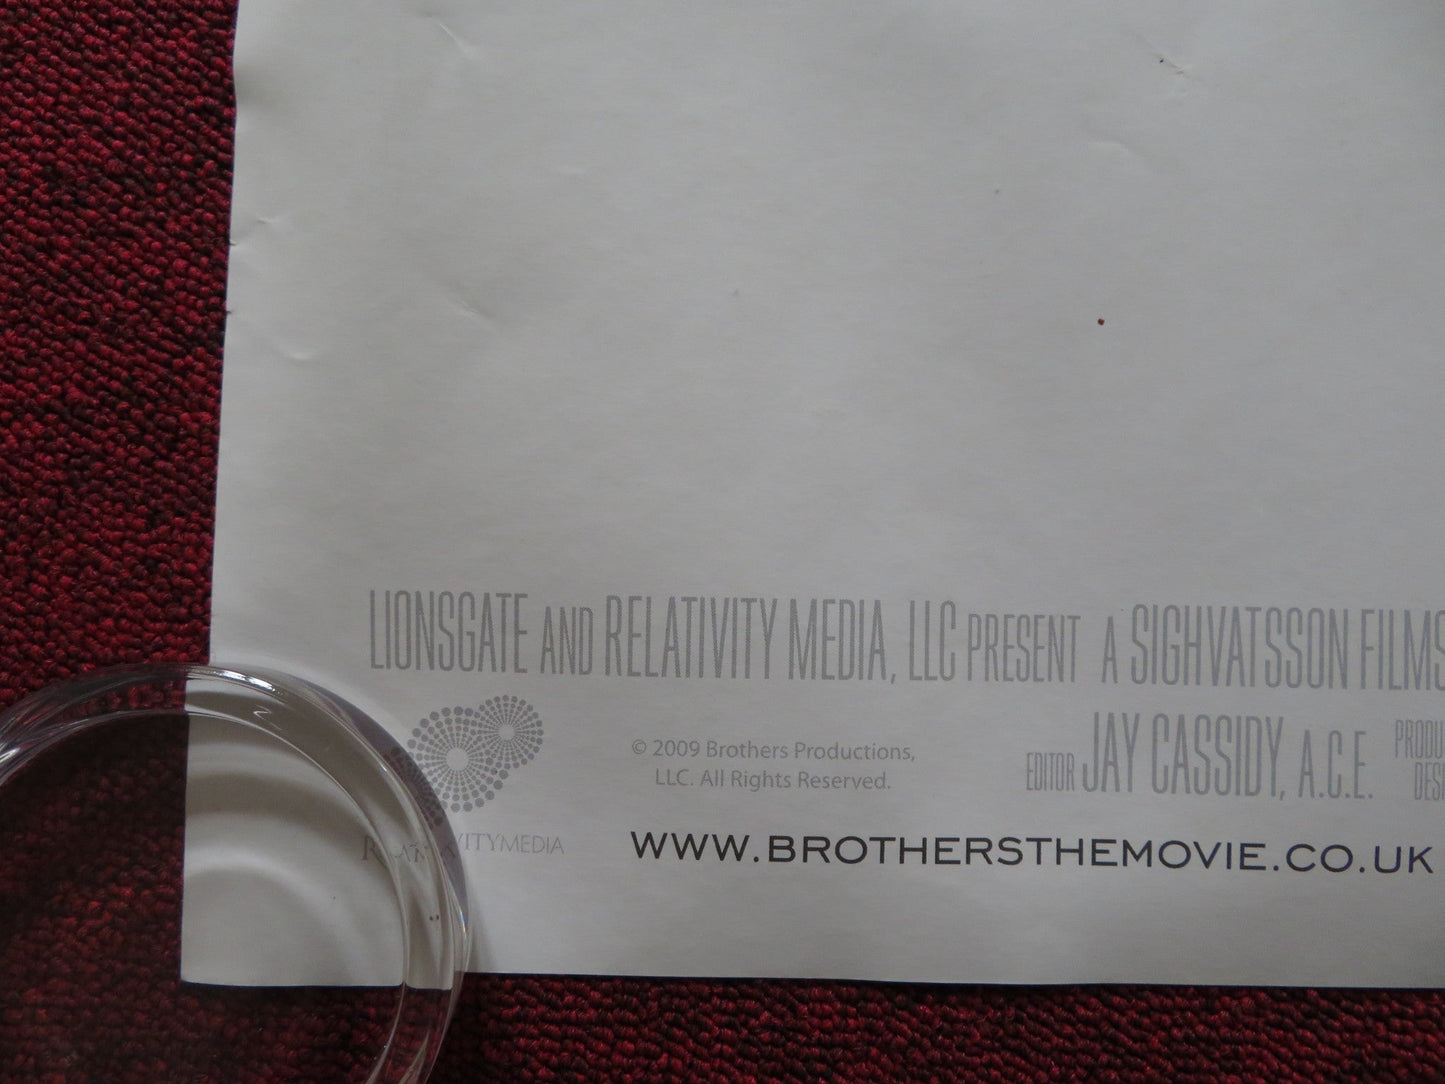 LIONSGATE AND RELATIVITY MEDIA, LLC PRESENT A SIGHVATSSON FILMS
EDITOR JAY CASSIDY, A.C.E.
© 2009 Brothers Productions,
LLC. All Rights Reserved.
RELATIVITYMEDIA
WWW.BROTHERSTHEMOVIE.CO.UK